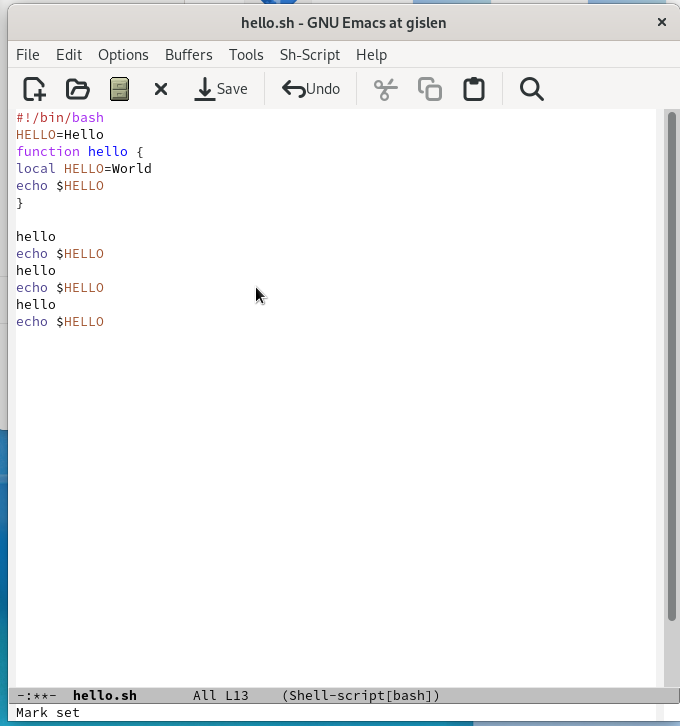 hello.sh - GNU Emacs at gislen
File Edit Options Buffers Tools Sh-Script Help
Save Undo
#!/bin/bash
HELLO=Hello
function hello {
local HELLO=World
echo $HELLO
}
hello
echo $HELLO
hello
echo $HELLO
hello
echo $HELLO
-:**- hello.sh All L13 (Shell-script[bash])
Mark set